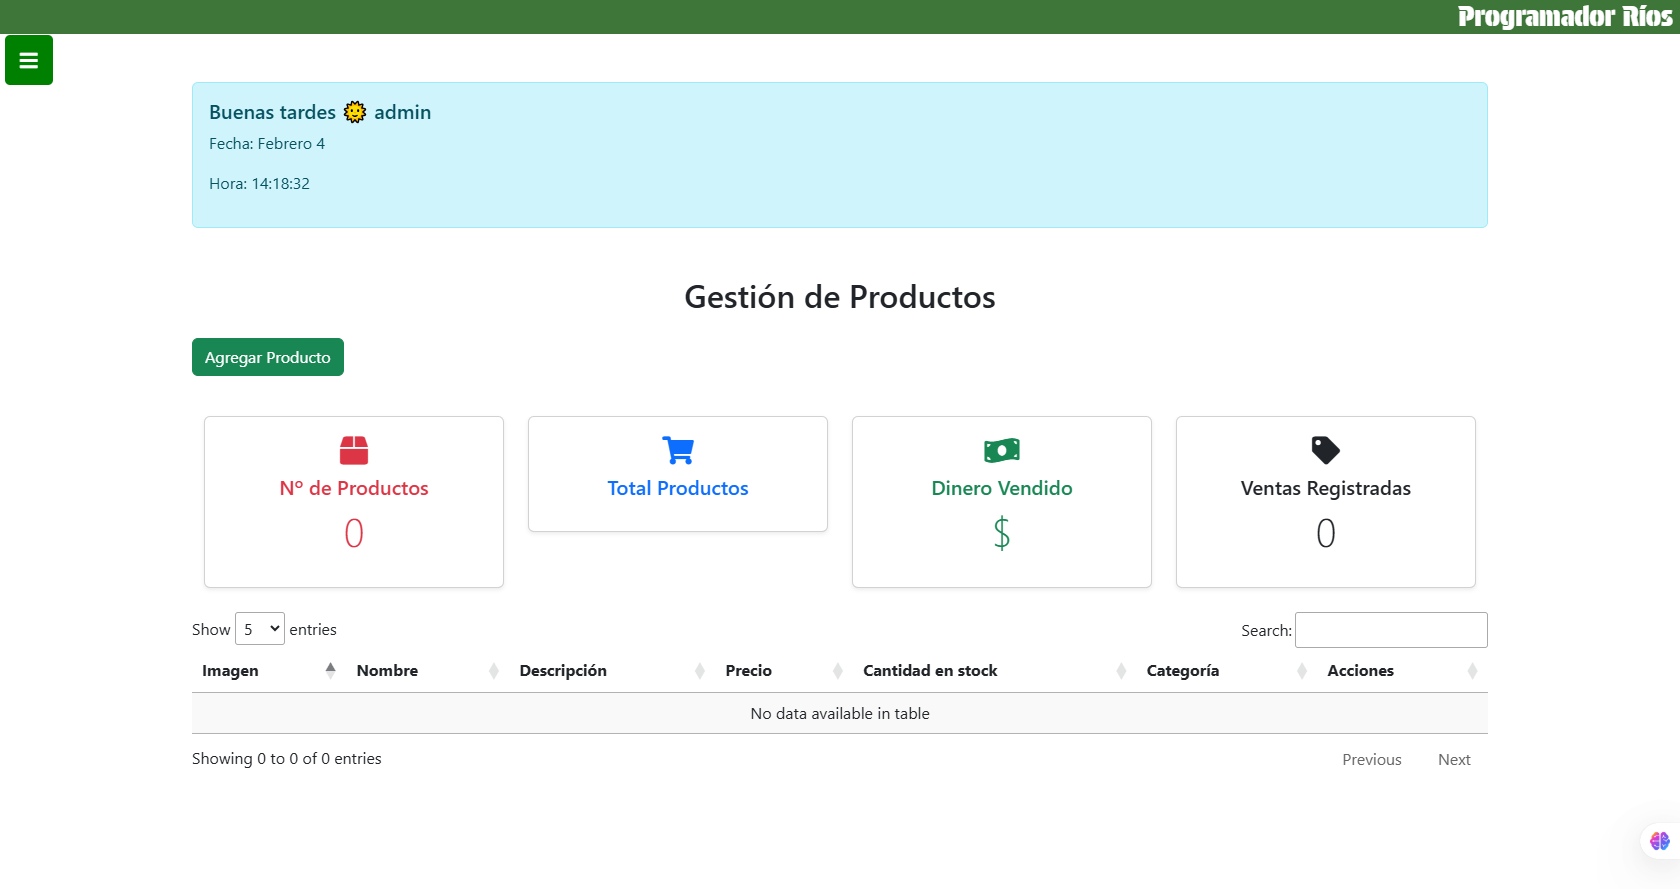 Programador Ríos
Buenas tardes 🌞 admin
Fecha: Febrero 4
Hora: 14:18:32
Gestión de Productos
Agregar Producto
Nº de Productos
0
Total Productos
Dinero Vendido
$
Ventas Registradas
0
Show 5 entries
Search:
Imagen Nombre Descripción Precio Cantidad en stock Categoría Acciones
No data available in table
Showing 0 to 0 of 0 entries
Previous Next